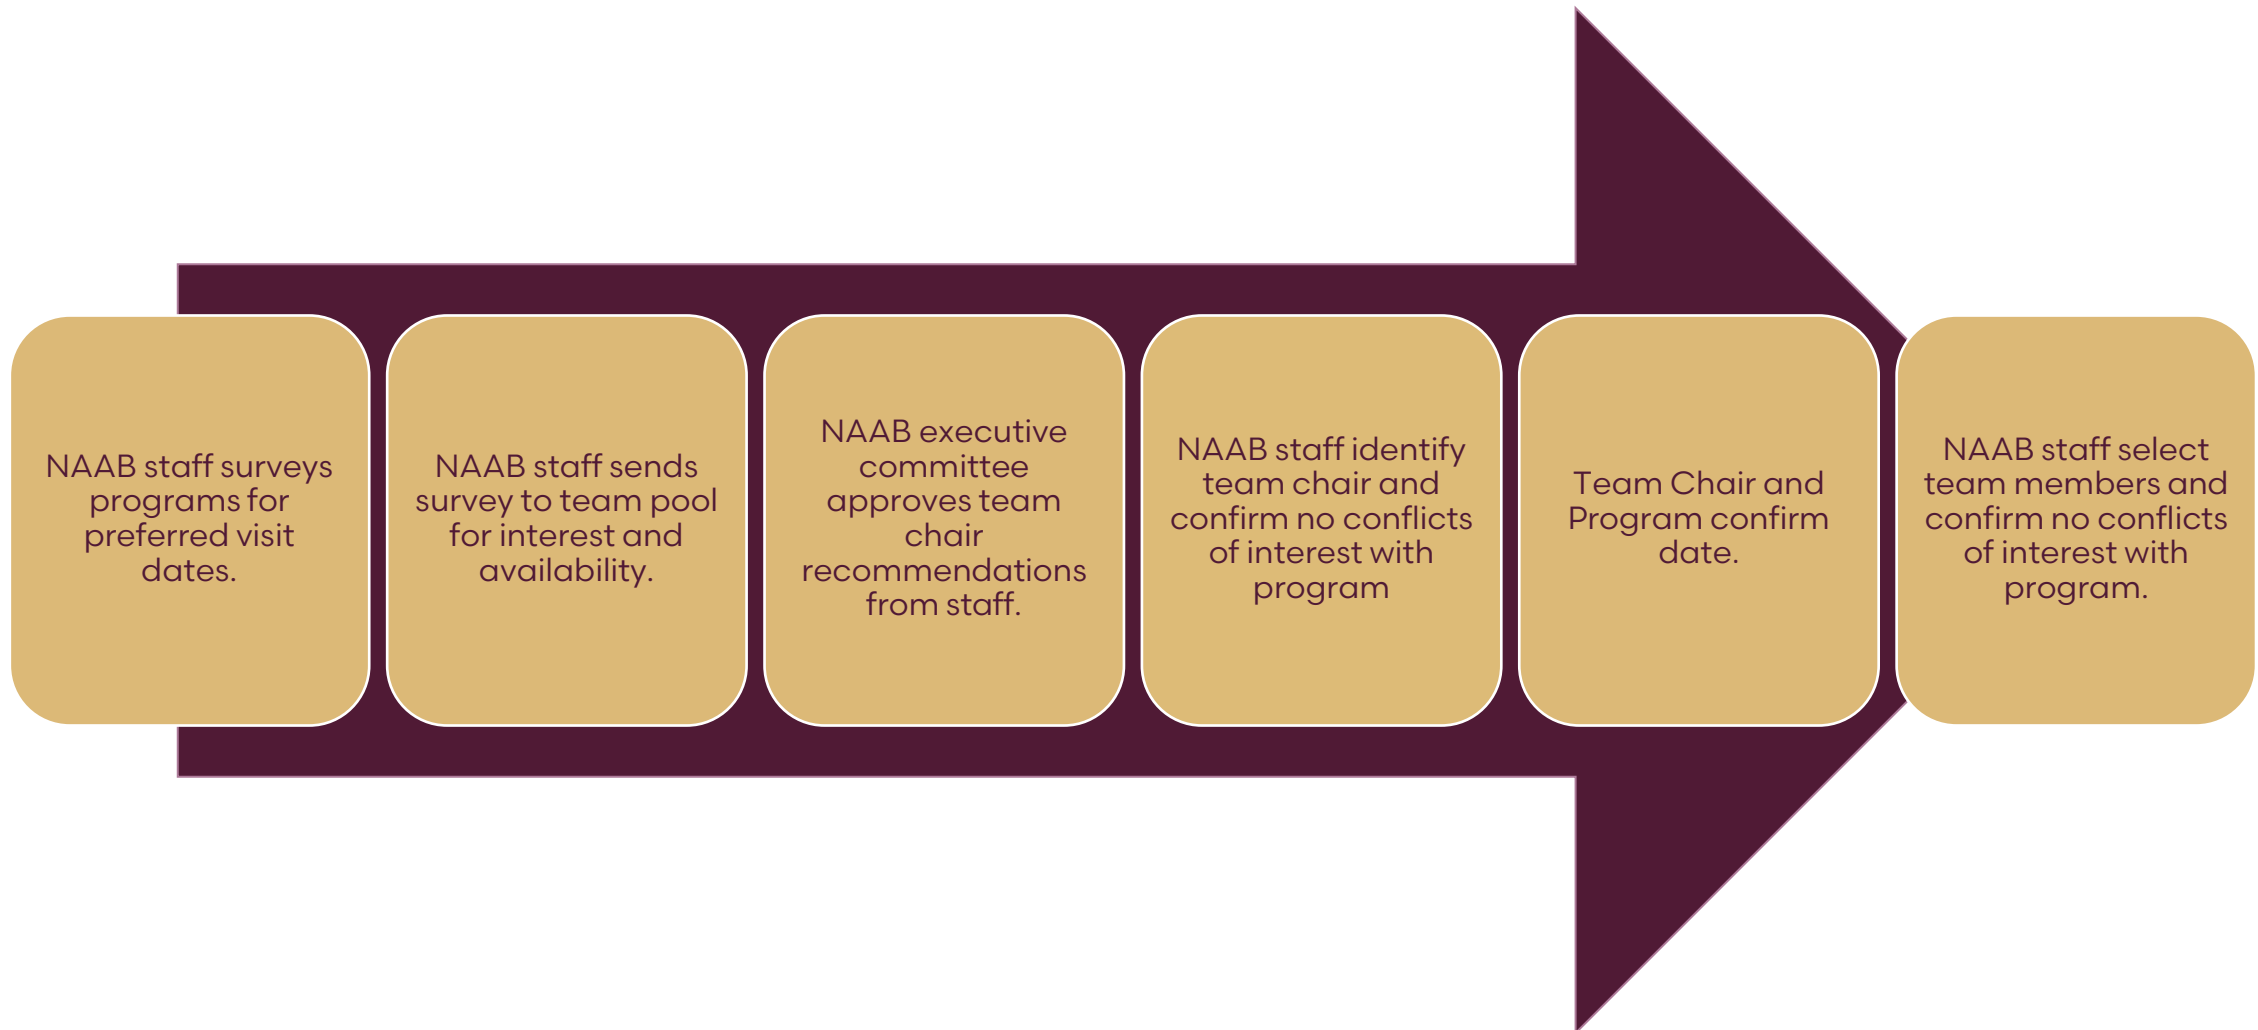 NAAB staff surveys
programs for
preferred visit
dates.
NAAB staff sends
survey to team pool
for interest and
availability.
NAAB executive
committee
approves team
chair
recommendations
from staff.
NAAB staff identify
team chair and
confirm no conflicts
of interest with
program
Team Chair and
Program confirm
date.
NAAB staff select
team members and
confirm no conflicts
of interest with
program.